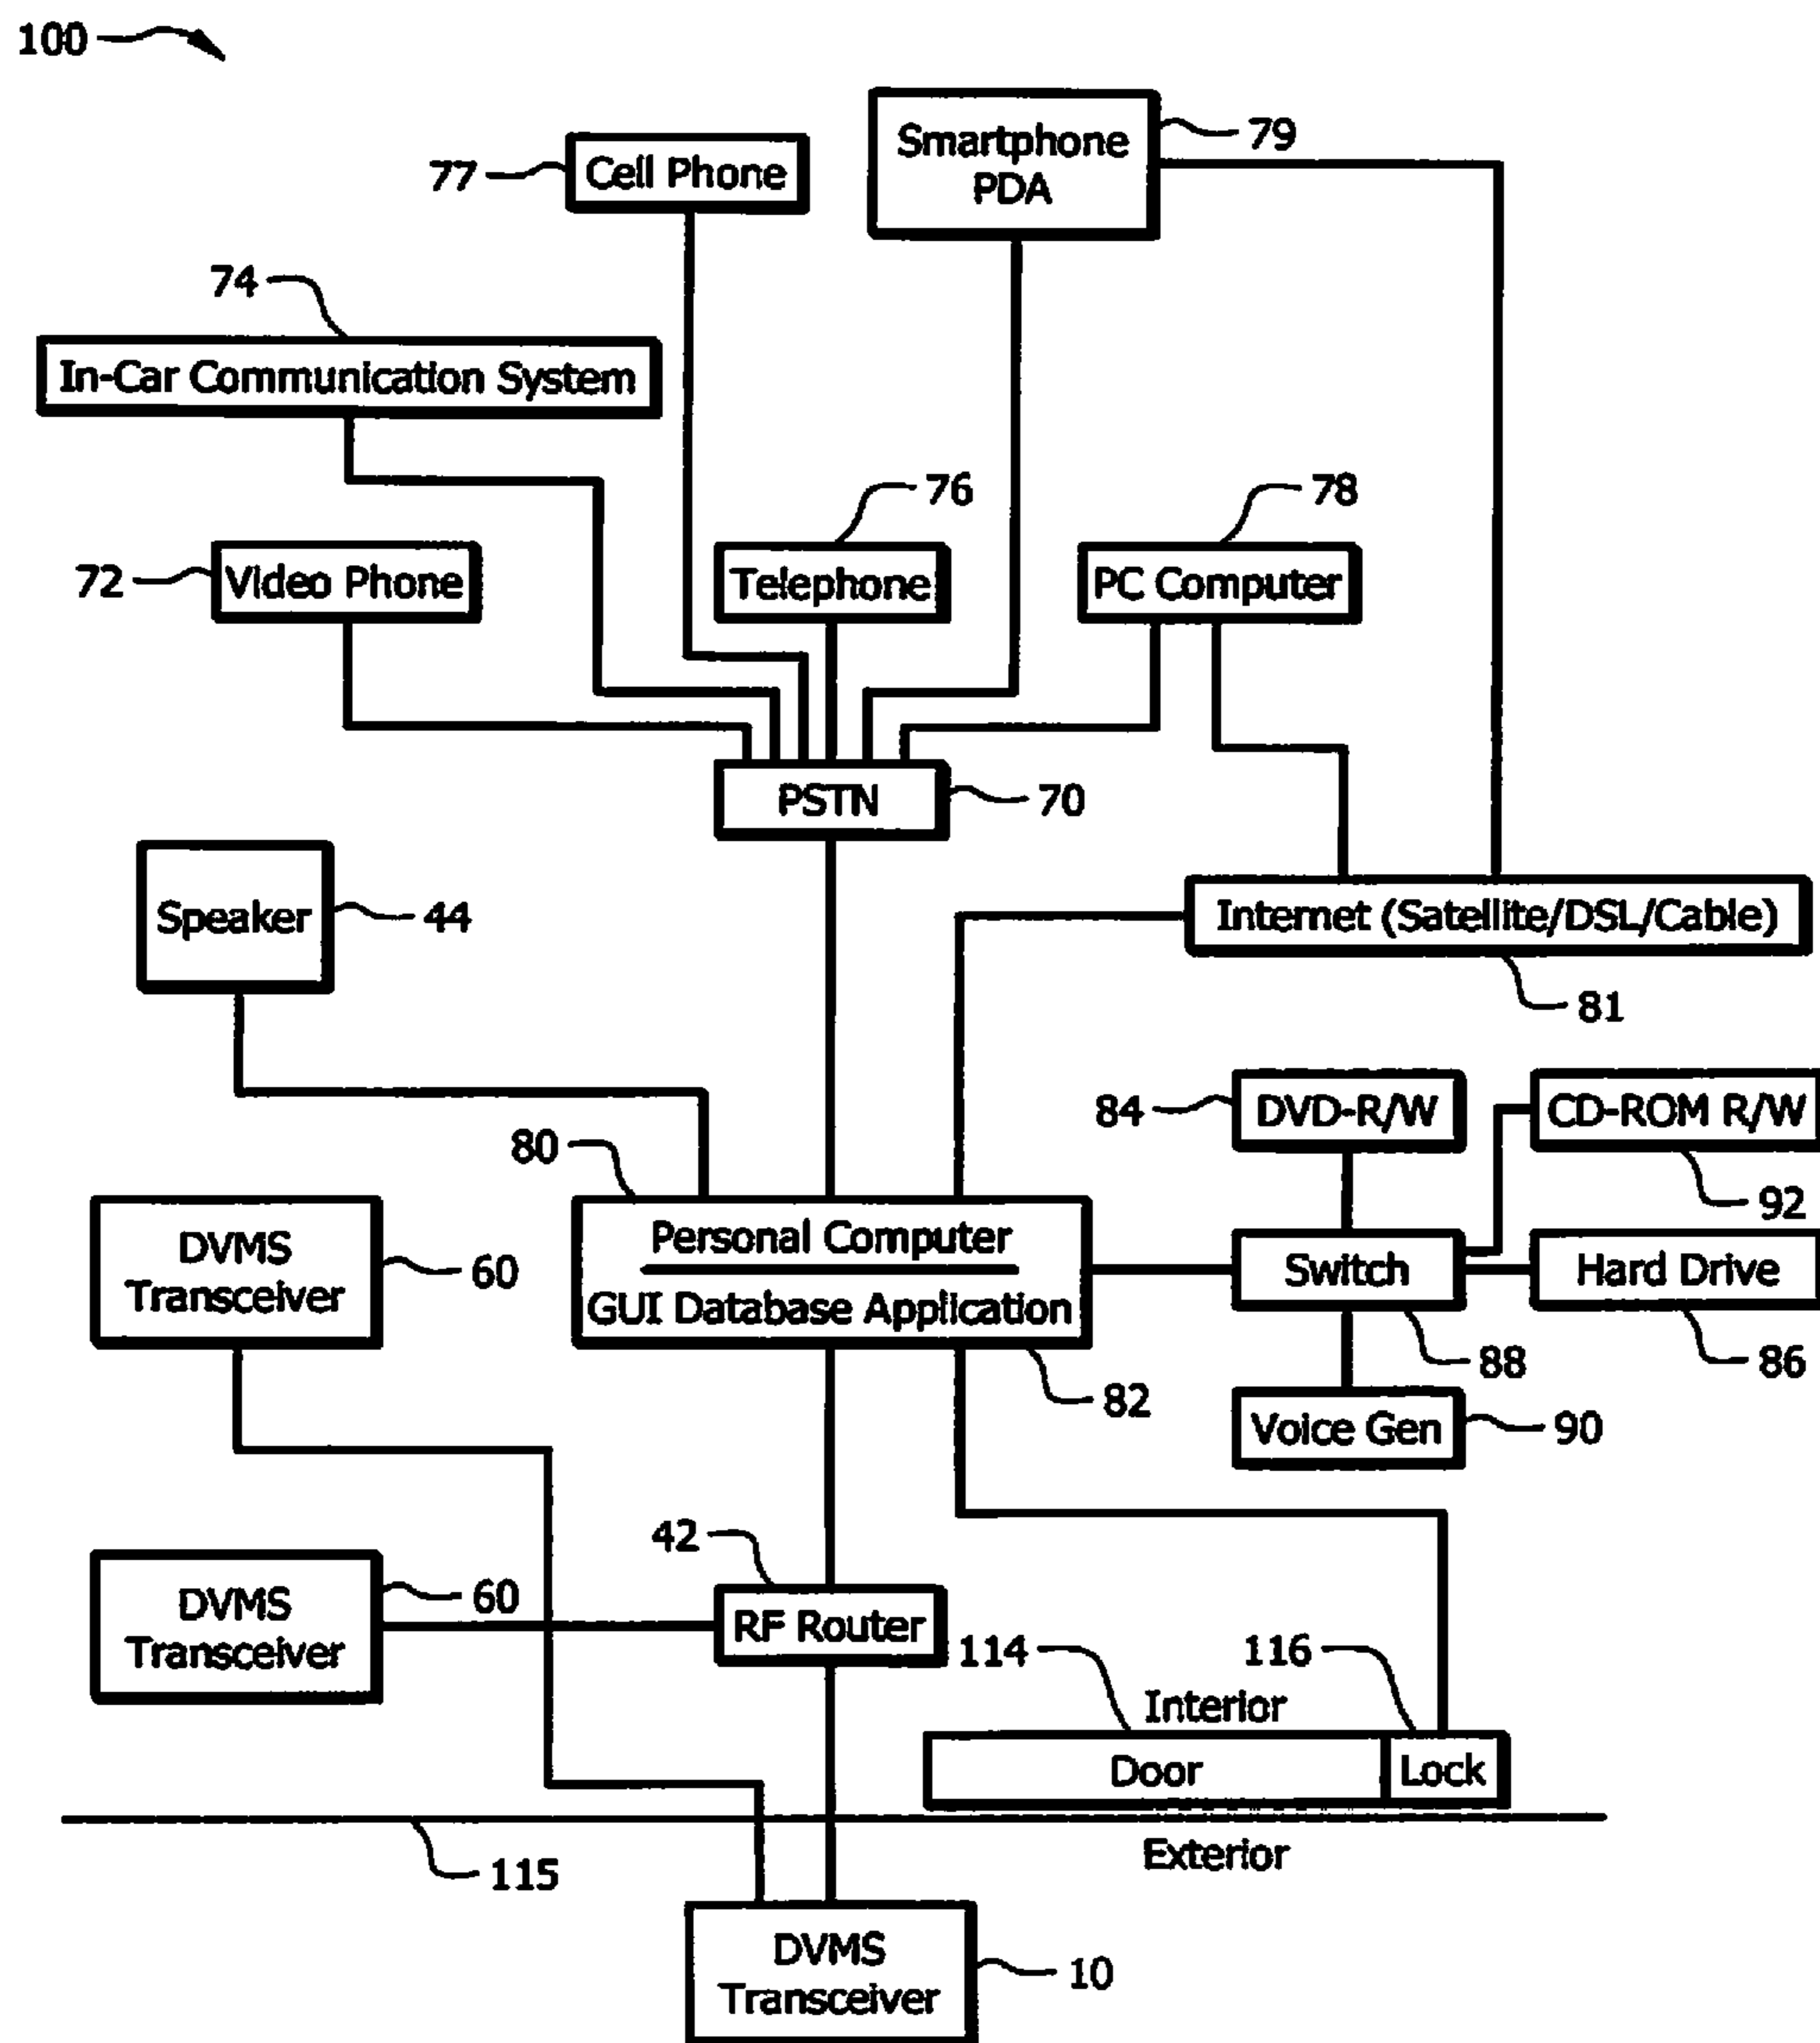 100
Smartphone
PDA
79
77
Cell Phone
74
In-Car Communication System
76
78
72
Video Phone
Telephone
PC Computer
PSTN
70
Speaker
44
Internet (Satellite/DSL/Cable)
81
84
DVD-R/W
CD-ROM R/W
92
80
DVMS
Transceiver
60
Personal Computer
GUI Database Application
82
Switch
88
Hard Drive
86
Voice Gen
90
42
DVMS
Transceiver
60
RF Router
114
116
Interior
Door
Lock
115
Exterior
DVMS
Transceiver
10